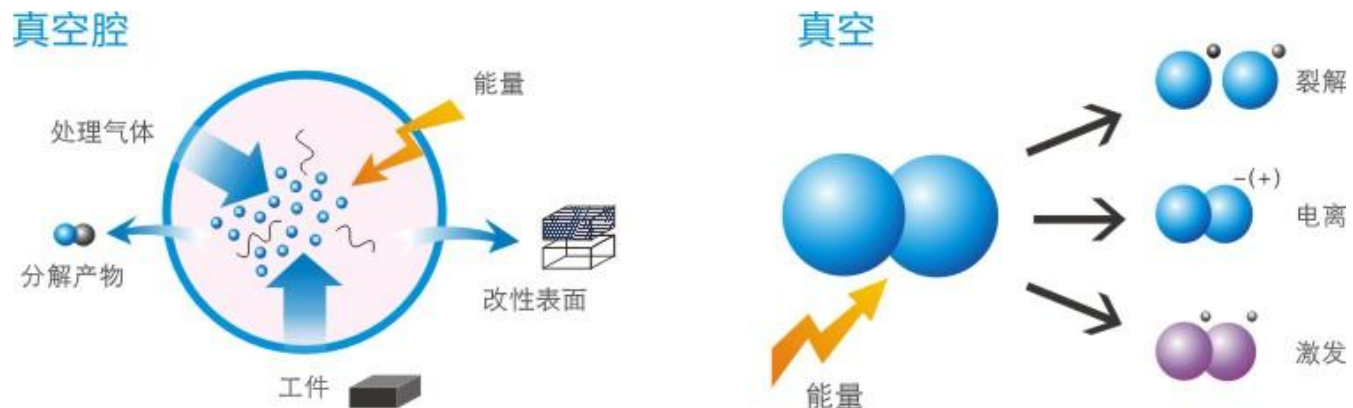 真空腔
能量
处理气体
分解产物
改性表面
工件
真空
裂解
-(+)
电离
激发
能量